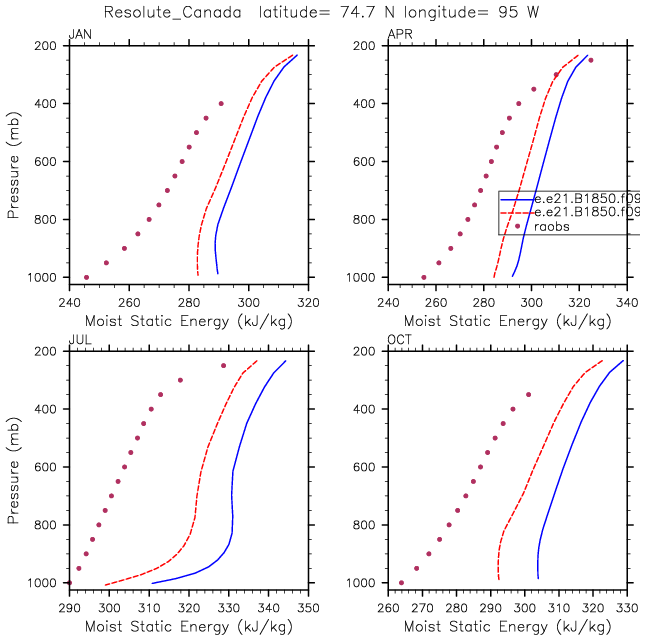 Resolute_Canada latitude= 74.7 N longitude= 95 W
JAN
APR
200
400
600
800
1000
Pressure (mb)
240 260 280 300 320
Moist Static Energy (kJ/kg)
200
400
600
800
1000
e.e21.B1850.f09
e.e21.B1850.f09
raobs
240 260 280 300 320 340
Moist Static Energy (kJ/kg)
JUL
OCT
200
400
600
800
1000
Pressure (mb)
290 300 310 320 330 340 350
Moist Static Energy (kJ/kg)
200
400
600
800
1000
260 270 280 290 300 310 320 330
Moist Static Energy (kJ/kg)